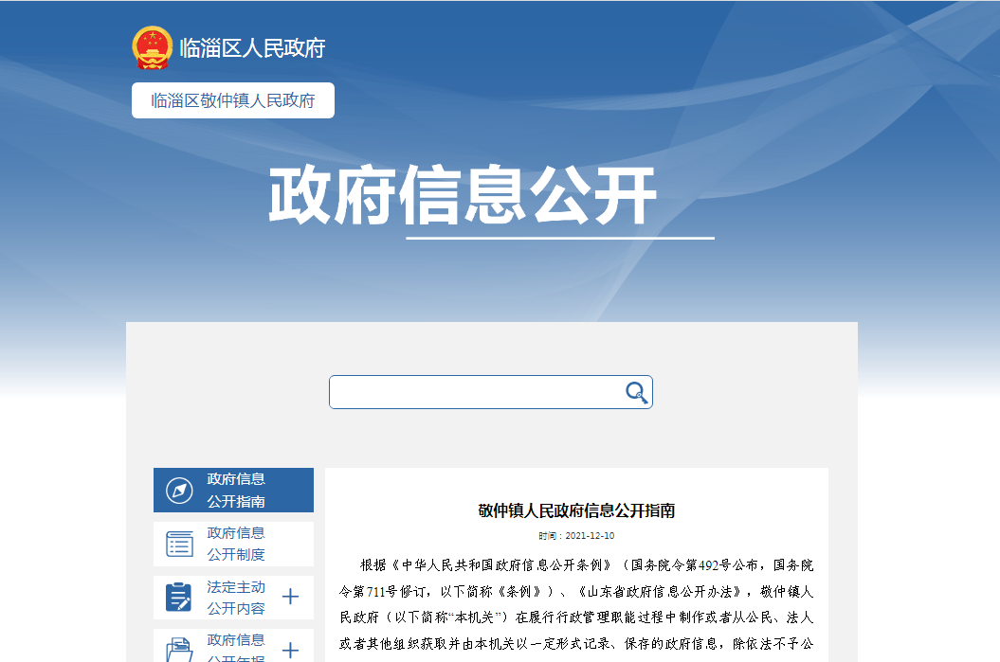 临淄区人民政府
临淄区敬仲镇人民政府
政府信息公开
政府信息
公开指南
政府信息
公开制度
法定主动
公开内容
政府信息
公开年报
敬仲镇人民政府信息公开指南
时间：2021-12-10
根据《中华人民共和国政府信息公开条例》（国务院令第492号公布，国务院
令第711号修订，以下简称《条例》）、《山东省政府信息公开办法》，敬仲镇人
民政府（以下简称“本机关”）在履行行政管理职能过程中制作或者从公民、法人
或者其他组织获取并由本机关以一定形式记录、保存的政府信息，除依法不予公